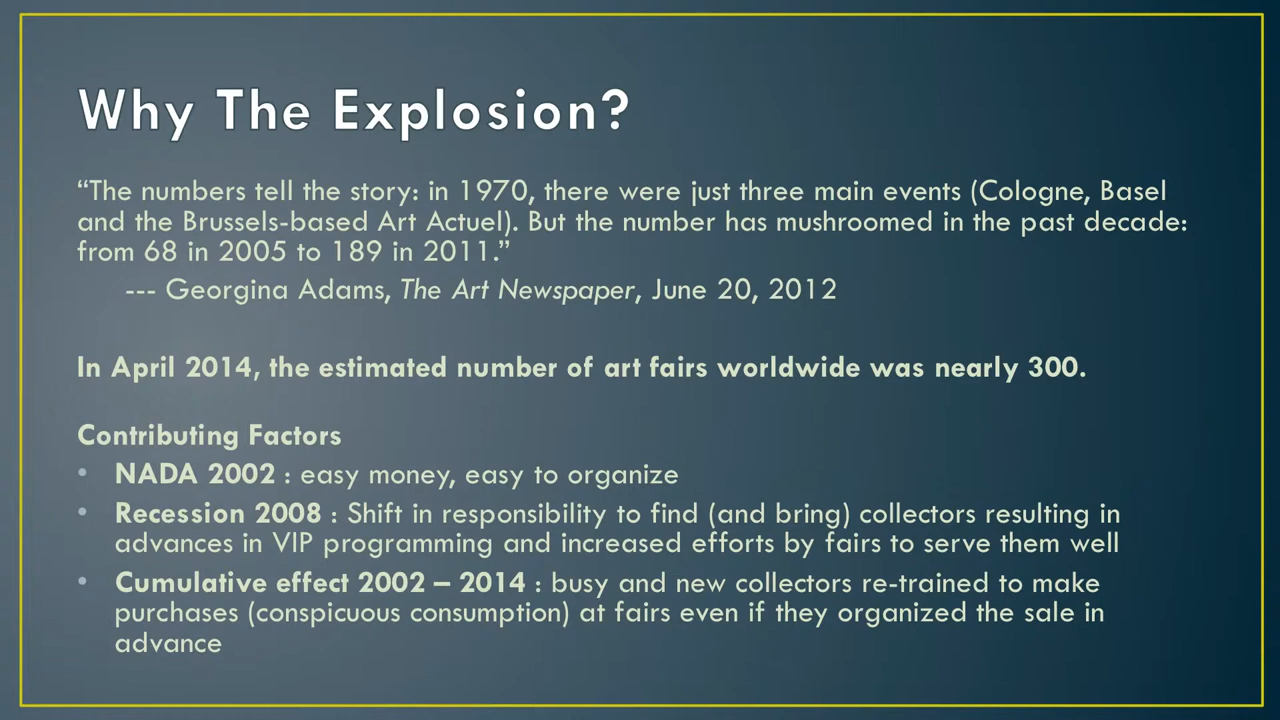 Why The Explosion?
“The numbers tell the story: in 1970, there were just three main events (Cologne, Basel
and the Brussels-based Art Actuel). But the number has mushroomed in the past decade:
from 68 in 2005 to 189 in 2011.”
--- Georgina Adams, The Art Newspaper, June 20, 2012
In April 2014, the estimated number of art fairs worldwide was nearly 300.
Contributing Factors
• NADA 2002 : easy money, easy to organize
• Recession 2008 : Shift in responsibility to find (and bring) collectors resulting in
advances in VIP programming and increased efforts by fairs to serve them well
• Cumulative effect 2002 – 2014 : busy and new collectors re-trained to make
purchases (conspicuous consumption) at fairs even if they organized the sale in
advance